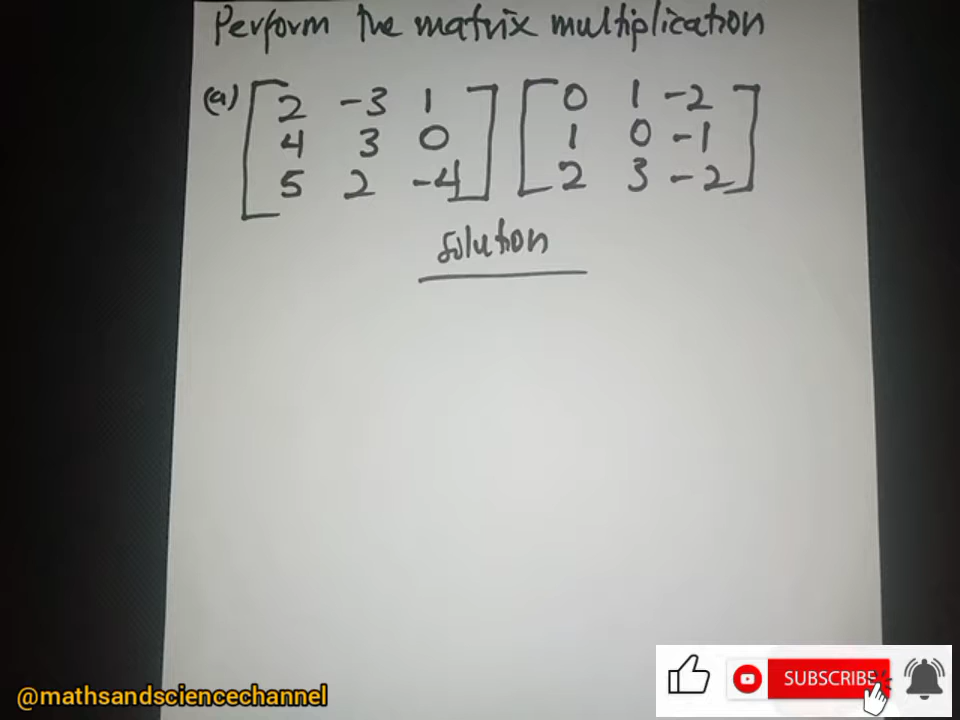 Perform the matrix multiplication
(a) [2 -3 1] [0 1 -2]
4 3 0 1 0 -1
5 2 -4 2 3 -2
Solution
@mathsandsciencechannel
SUBSCRIBE